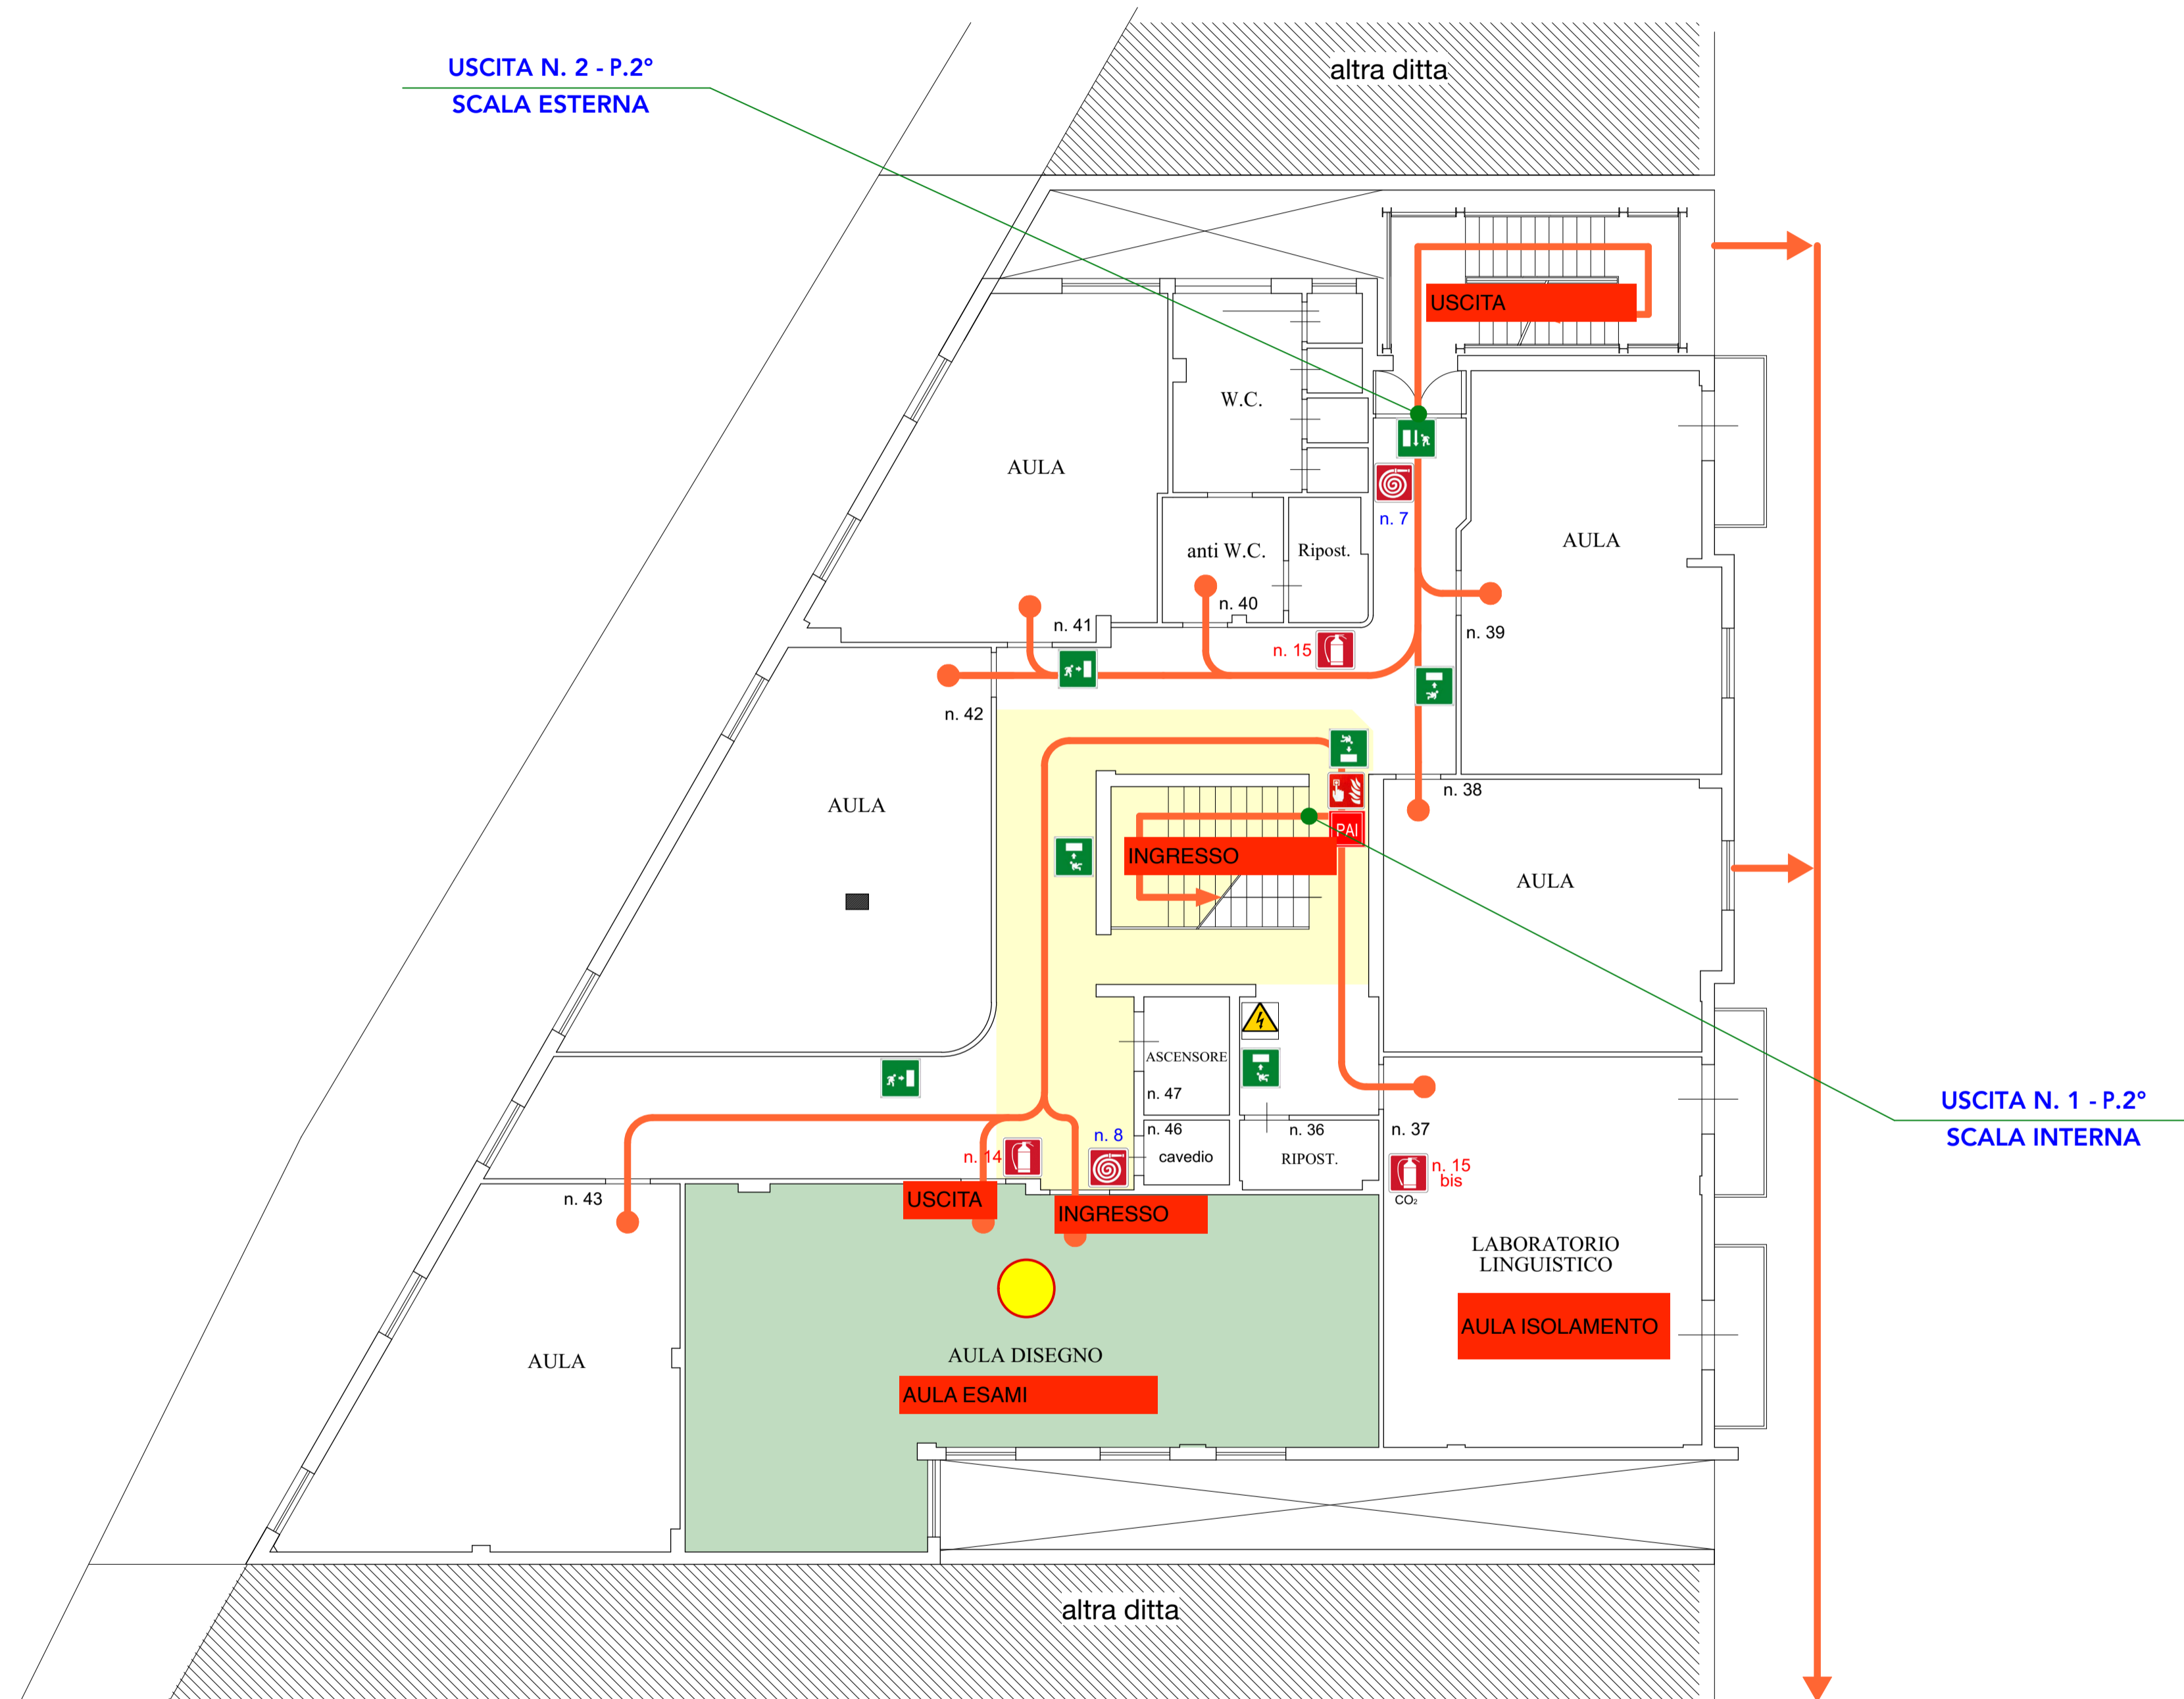 altra ditta
USCITA N. 2 - P.2°
SCALA ESTERNA
USCITA
W.C.
AULA
n. 7
AULA
anti W.C.
Ripost.
n. 40
n. 41
n. 39
n. 15
n. 42
n. 38
AULA
PAI
INGRESSO
AULA
ASCENSORE
n. 47
USCITA N. 1 - P.2°
SCALA INTERNA
n. 8
n. 46
n. 36
n. 37
n. 14
cavedio
RIPOST.
n. 15
bis
CO₂
n. 43
USCITA
INGRESSO
LABORATORIO
LINGUISTICO
AULA ISOLAMENTO
AULA
AULA DISEGNO
AULA ESAMI
altra ditta